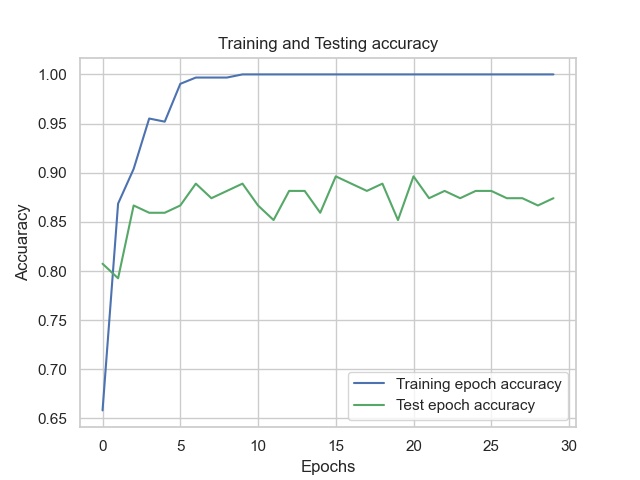 Training and Testing accuracy
1.00
0.95
0.90
0.85
0.80
0.75
0.70
0.65
Accuaracy
Training epoch accuracy
Test epoch accuracy
0 5 10 15 20 25 30
Epochs